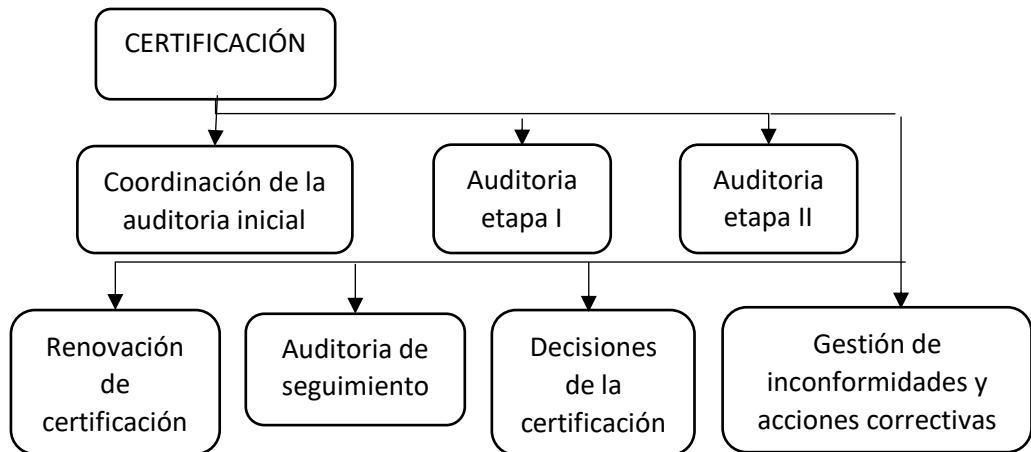 CERTIFICACIÓN
Coordinación de la
auditoria inicial
Auditoria
etapa I
Auditoria
etapa II
Renovación
de
certificación
Auditoria de
seguimiento
Decisiones
de la
certificación
Gestión de
inconformidades y
acciones correctivas